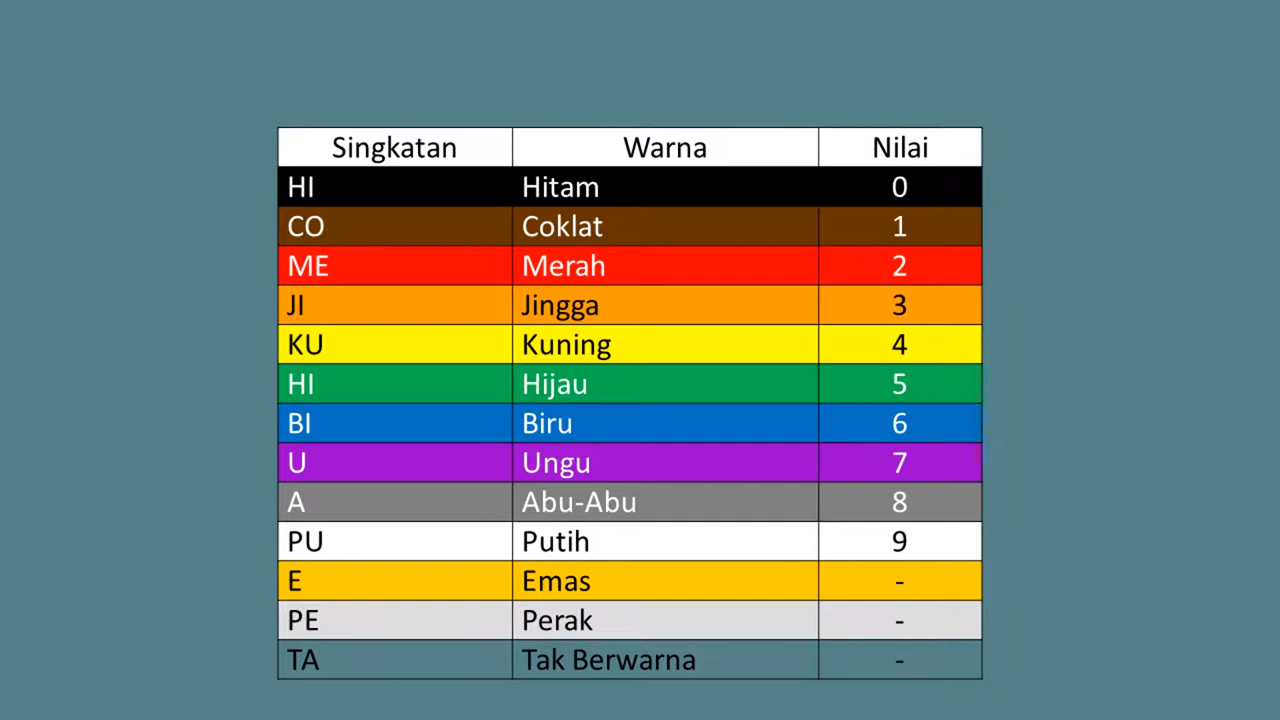 Singkatan Warna Nilai
HI Hitam 0
CO Coklat 1
ME Merah 2
JI Jingga 3
KU Kuning 4
HI Hijau 5
BI Biru 6
U Ungu 7
A Abu-Abu 8
PU Putih 9
E Emas -
PE Perak -
TA Tak Berwarna -